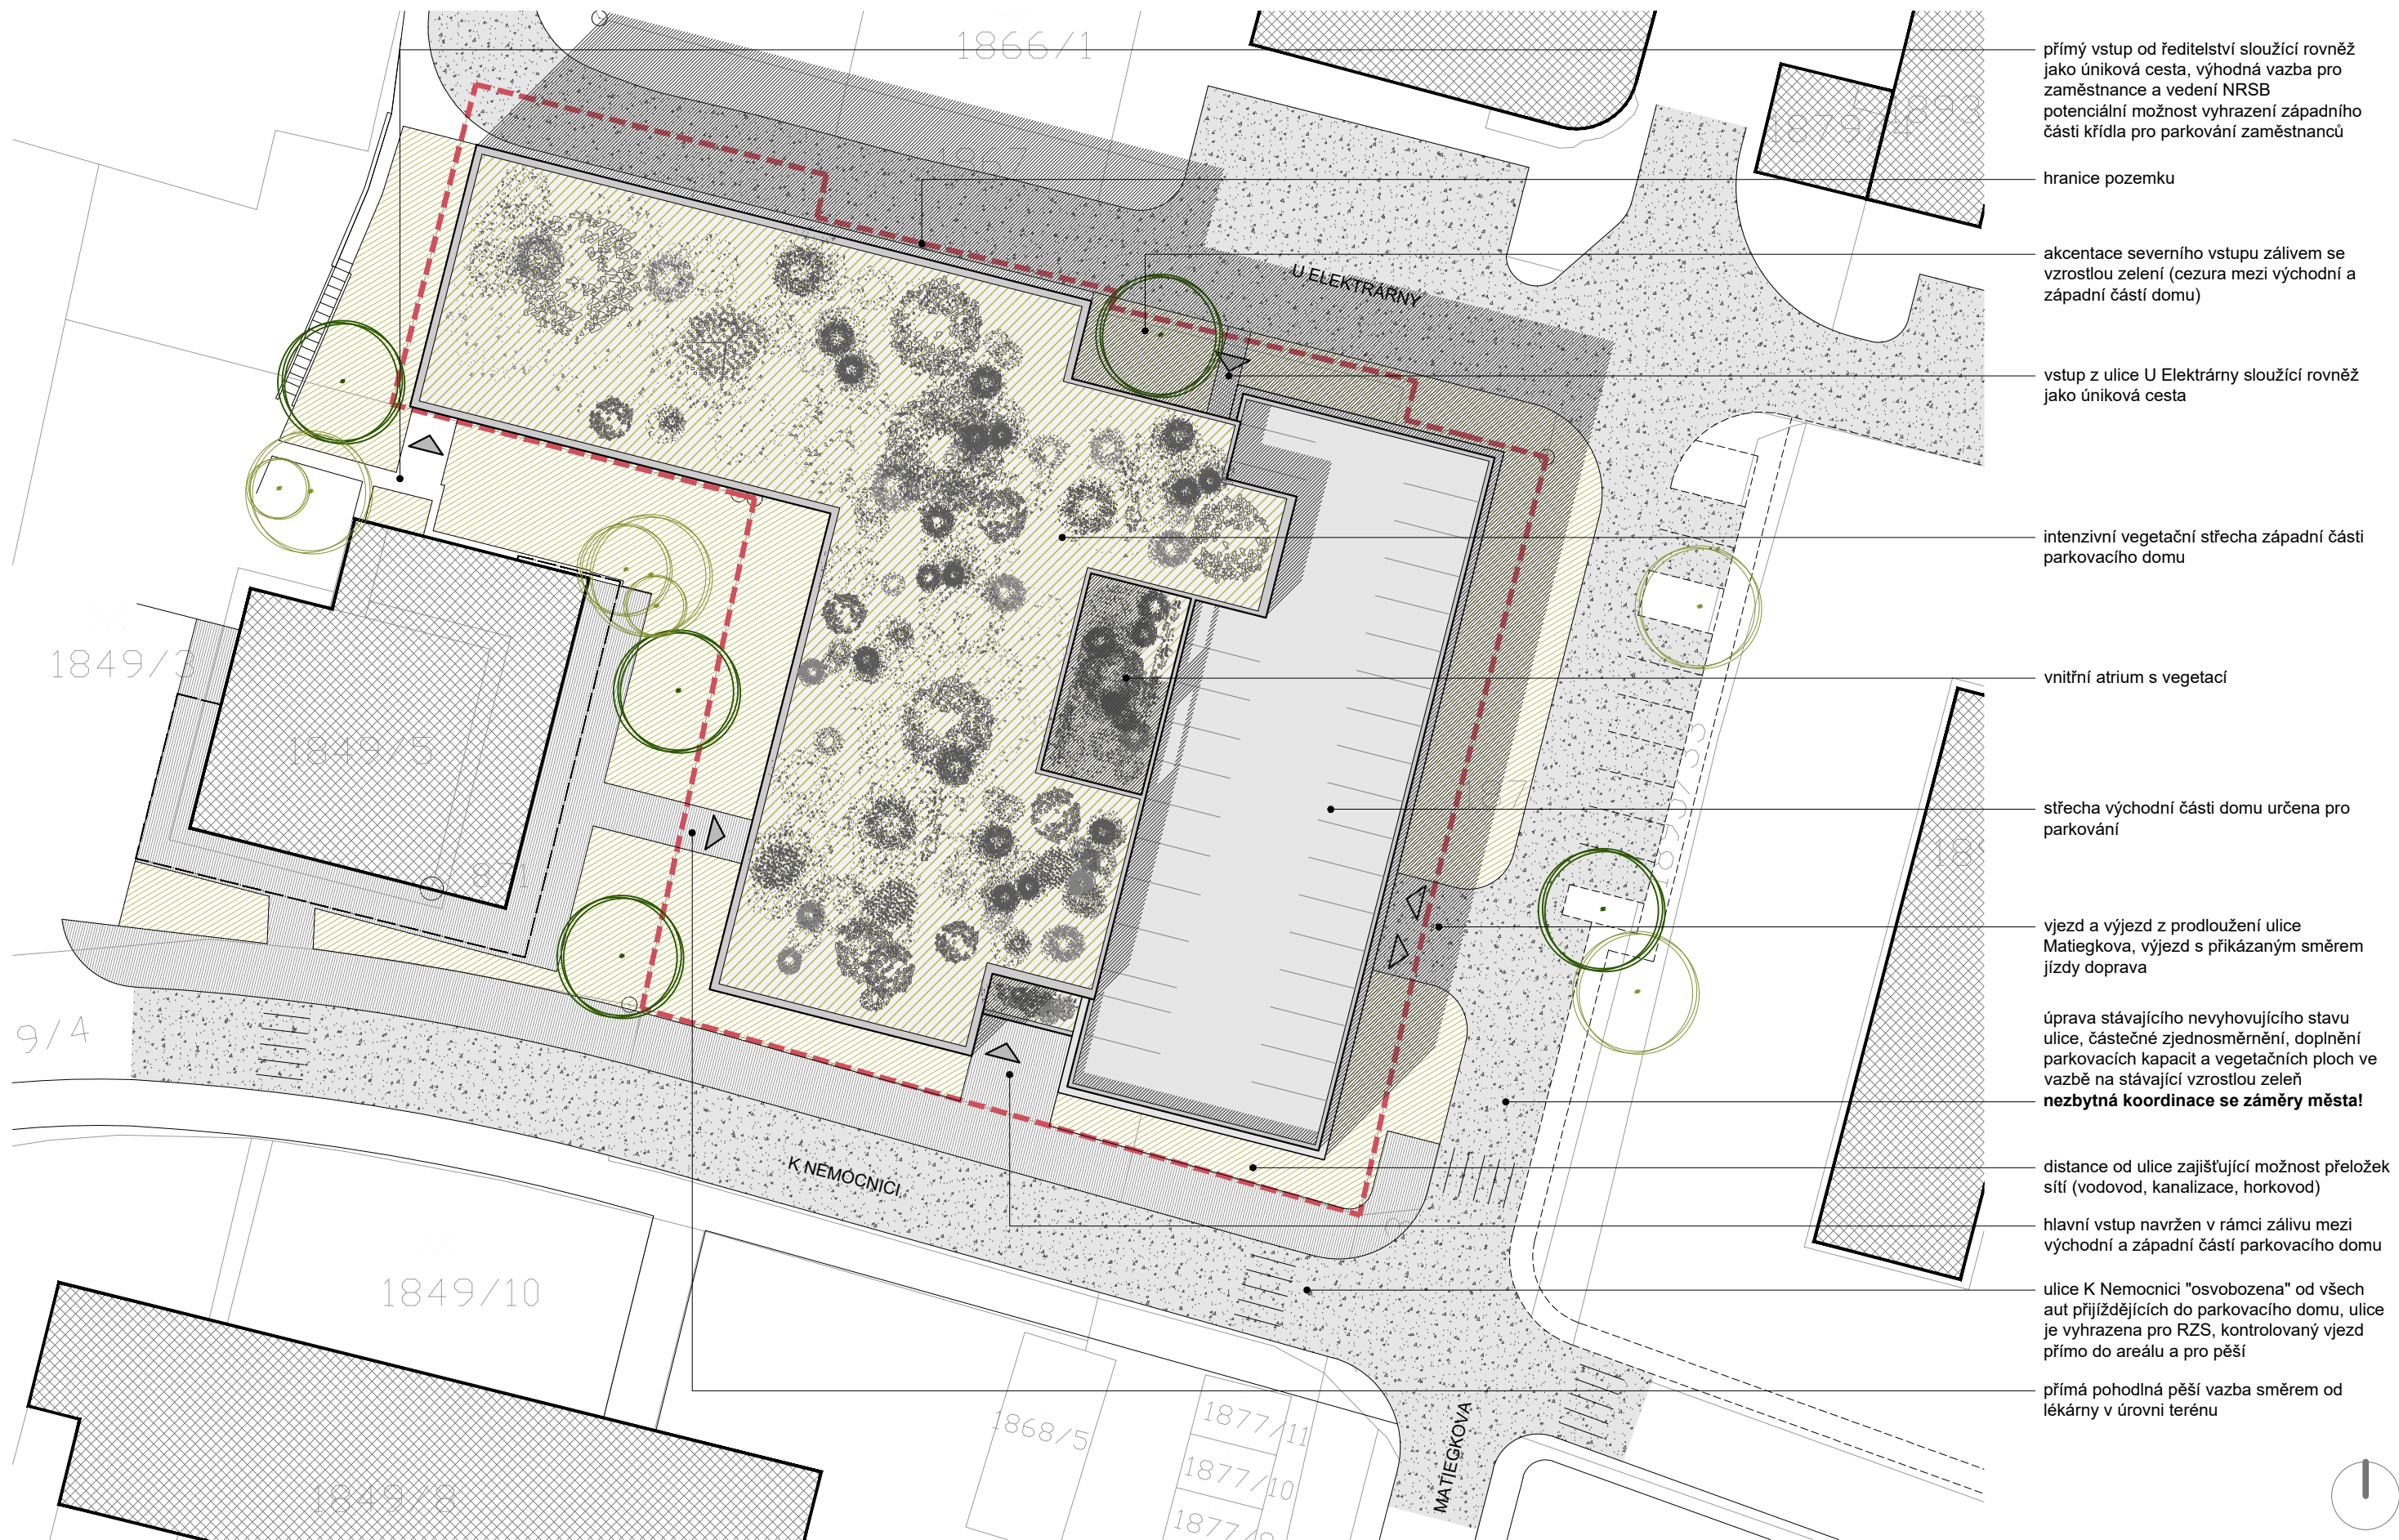 přímý vstup od ředitelství sloužící rovněž
jako úniková cesta, výhodná vazba pro
zaměstnance a vedení NRSB
potenciální možnost vyhrazení západního
části křídla pro parkování zaměstnanců
hranice pozemku
akcentace severního vstupu zálivem se
vzrostlou zelení (cezura mezi východní a
západní částí domu)
vstup z ulice U Elektrárny sloužící rovněž
jako úniková cesta
intenzivní vegetační střecha západní části
parkovacího domu
vnitřní atrium s vegetací
střecha východní části domu určena pro
parkování
vjezd a výjezd z prodloužení ulice
Matiegkova, výjezd s přikázaným směrem
jízdy doprava
úprava stávajícího nevyhovujícího stavu
ulice, částečné zjednosměrnění, doplnění
parkovacích kapacit a vegetačních ploch ve
vazbě na stávající vzrostlou zeleň
nezbytná koordinace se záměry města!
distance od ulice zajišťující možnost přeložek
sítí (vodovod, kanalizace, horkovod)
hlavní vstup navržen v rámci zálivu mezi
východní a západní částí parkovacího domu
ulice K Nemocnici "osvobozena" od všech
aut přijíždějících do parkovacího domu, ulice
je vyhrazena pro RZS, kontrolovaný vjezd
přímo do areálu a pro pěší
přímá pohodlná pěší vazba směrem od
lékárny v úrovni terénu
1866/1
1867
U ELEKTRÁRNY
1849/3
1849/5
9/4
K NEMOCNICI
1849/10
1849/8
1868/5
1877/11
1877/10
MATIEGKOVA